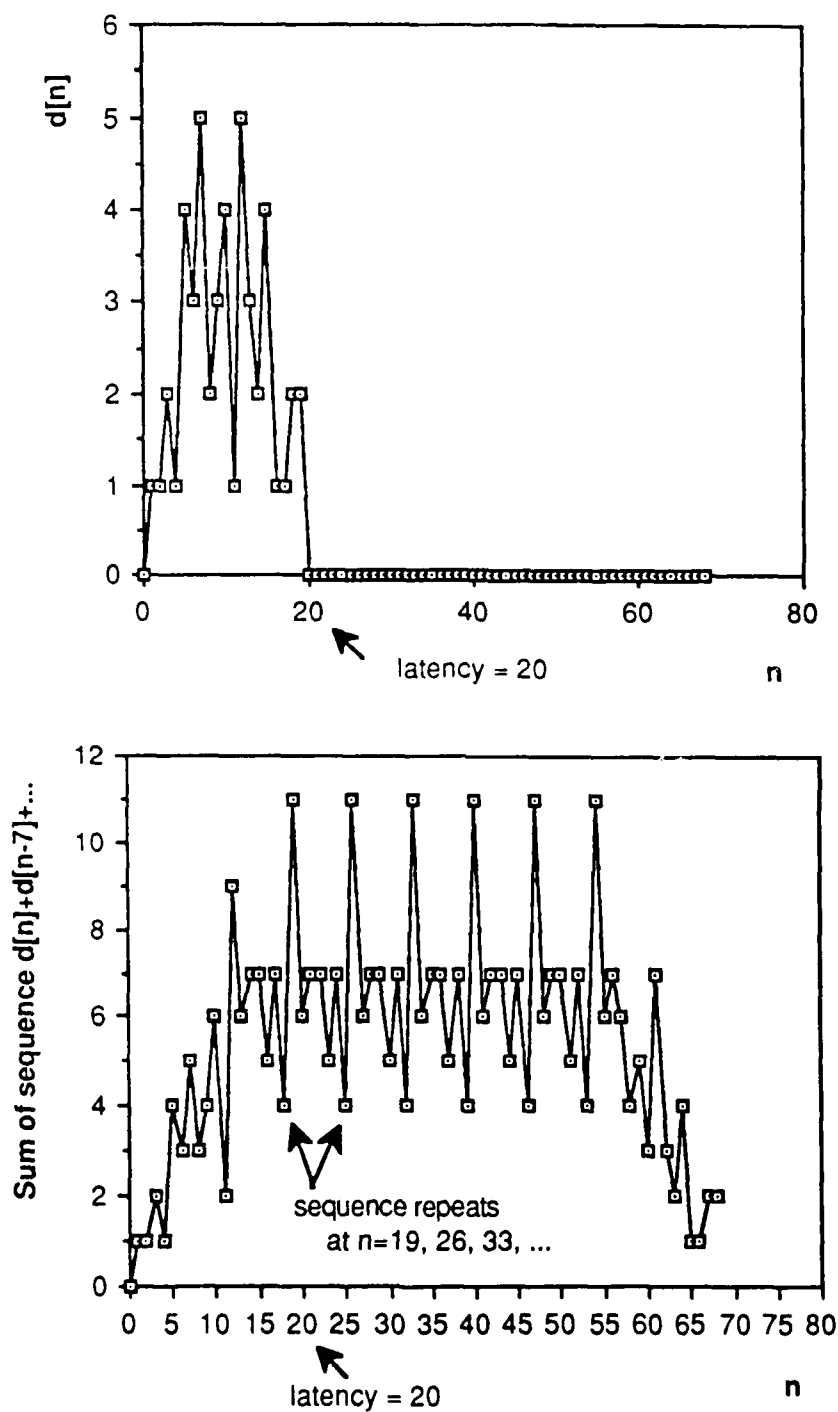 6
5
4
3
2
1
0
d[n]
0 20 40 60 80
latency = 20
n
12
10
8
6
4
2
0
Sum of sequence d[n]+d[n-7]+...
sequence repeats
at n=19, 26, 33, ...
0 5 10 15 20 25 30 35 40 45 50 55 60 65 70 75 80
latency = 20
n